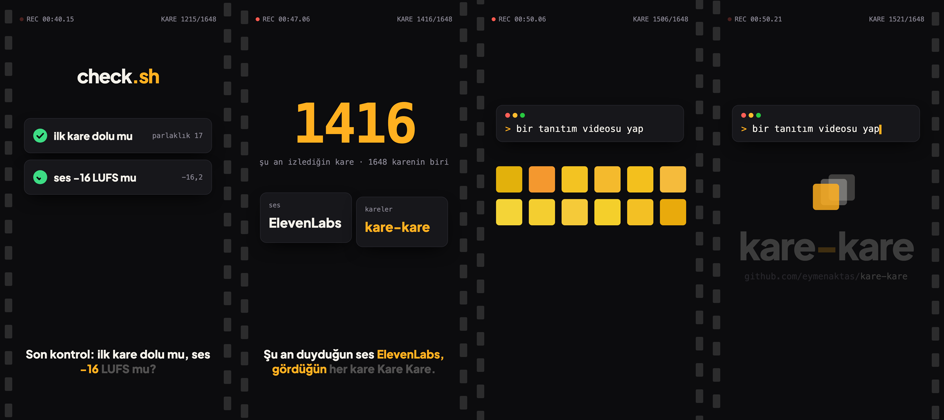 REC 00:40.15 KARE 1215/1648
check.sh
ilk kare dolu mu parlaklık 17
ses -16 LUFS mu -16,2
Son kontrol: ilk kare dolu mu, ses
-16 LUFS mu?
REC 00:47.06 KARE 1416/1648
1416
şu an izlediğin kare · 1648 karenin biri
ses
ElevenLabs
kareler
kare-kare
Şu an duyduğun ses ElevenLabs,
gördüğün her kare Kare Kare.
REC 00:50.06 KARE 1506/1648
> bir tanıtım videosu yap
REC 00:50.21 KARE 1521/1648
> bir tanıtım videosu yap
kare-kare
github.com/eymenaktas/kare-kare